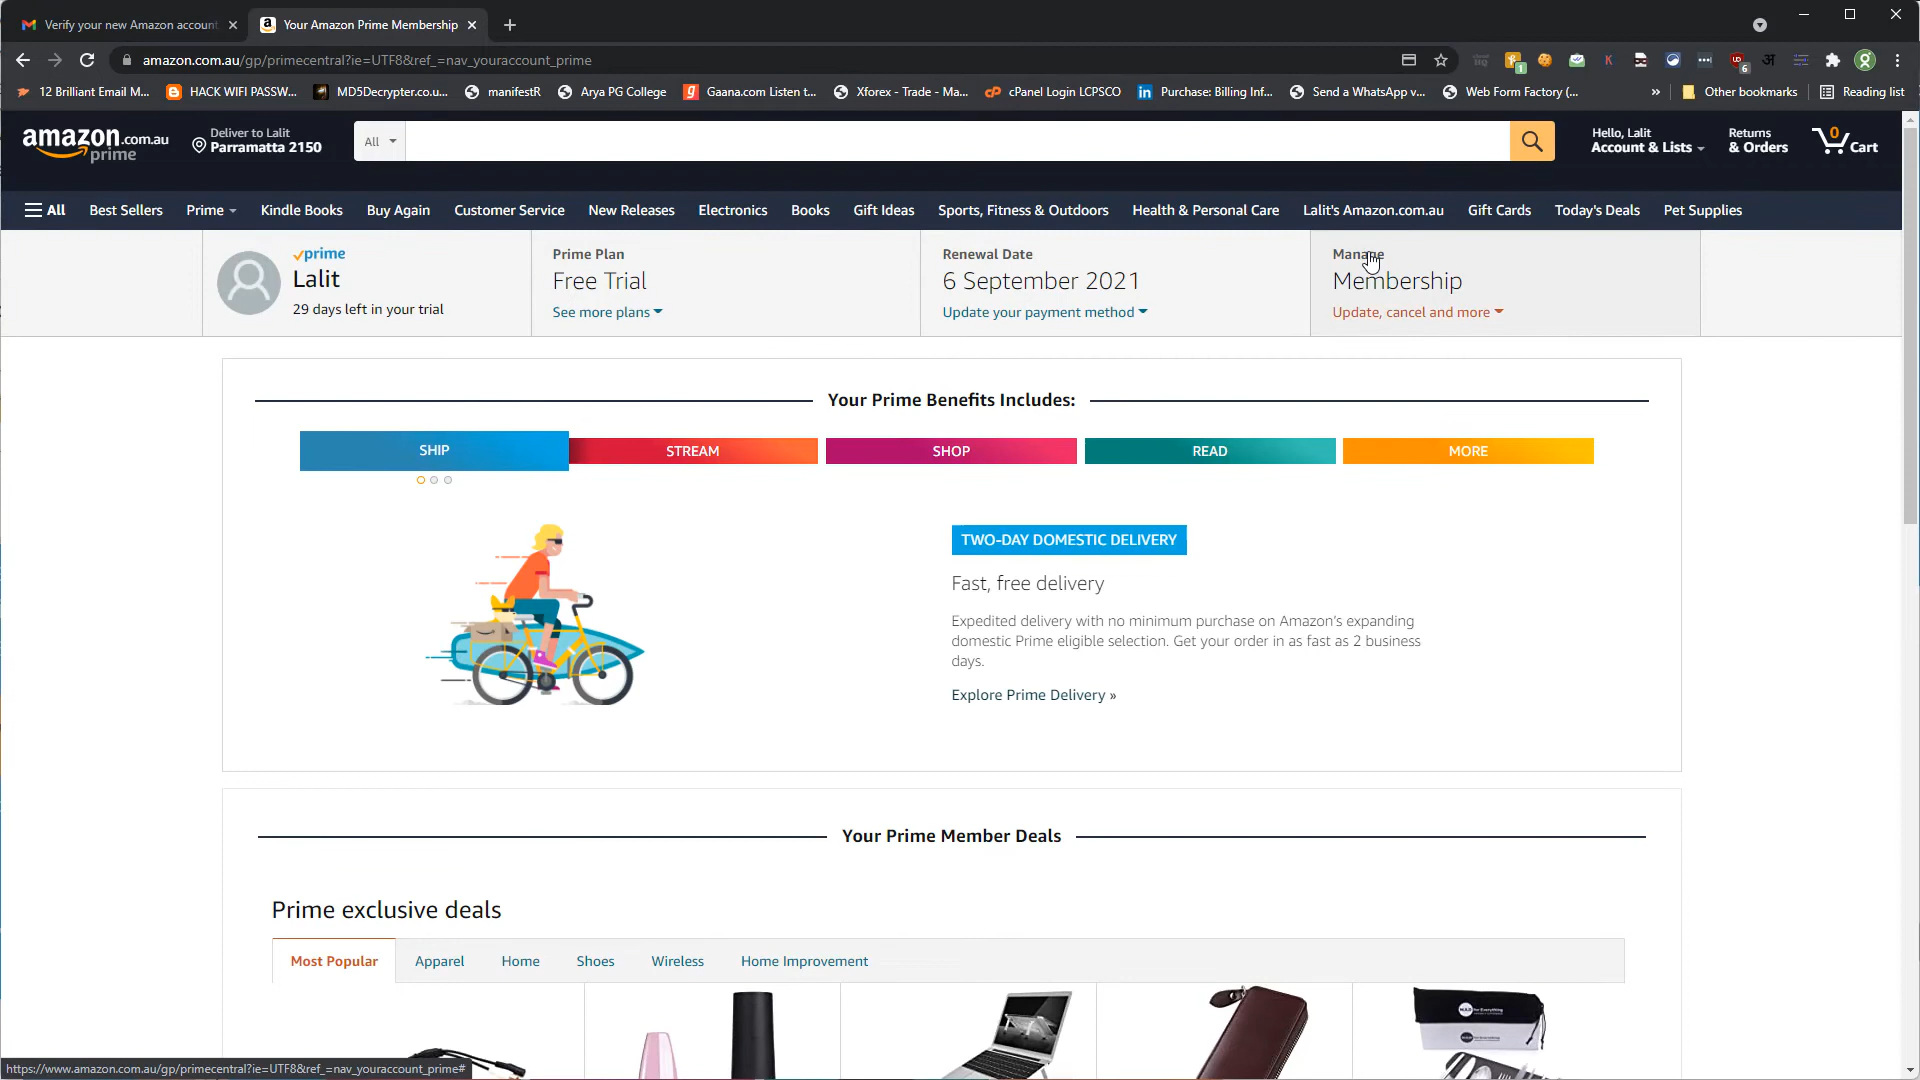 Verify your new Amazon account
Your Amazon Prime Membership
amazon.com.au/gp/primecentral?ie=UTF8&ref_=nav_youraccount_prime
12 Brilliant Email M...
HACK WIFI PASSW...
MD5Decrypter.co.u...
manifestR
Arya PG College
Gaana.com Listen t...
Xforex - Trade - Ma...
cPanel Login LCPSCO
Purchase: Billing Inf...
Send a WhatsApp v...
Web Form Factory (...
»
Other bookmarks
Reading list
amazon.com.au
prime
Deliver to Lalit
Parramatta 2150
All
Hello, Lalit
Account & Lists
Returns
& Orders
0
Cart
All
Best Sellers
Prime
Kindle Books
Buy Again
Customer Service
New Releases
Electronics
Books
Gift Ideas
Sports, Fitness & Outdoors
Health & Personal Care
Lalit's Amazon.com.au
Gift Cards
Today's Deals
Pet Supplies
prime
Lalit
29 days left in your trial
Prime Plan
Free Trial
See more plans
Renewal Date
6 September 2021
Update your payment method
Manage
Membership
Update, cancel and more
Your Prime Benefits Includes:
SHIP
STREAM
SHOP
READ
MORE
TWO-DAY DOMESTIC DELIVERY
Fast, free delivery
Expedited delivery with no minimum purchase on Amazon's expanding
domestic Prime eligible selection. Get your order in as fast as 2 business
days.
Explore Prime Delivery »
Your Prime Member Deals
Prime exclusive deals
Most Popular
Apparel
Home
Shoes
Wireless
Home Improvement
https://www.amazon.com.au/gp/primecentral?ie=UTF8&ref_=nav_youraccount_prime#